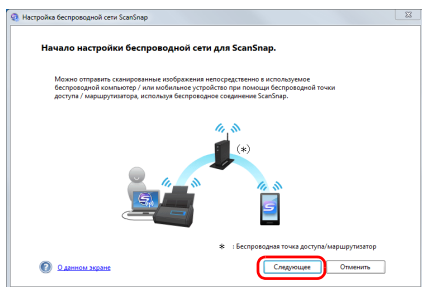 Настройка беспроводной сети ScanSnap
Начало настройки беспроводной сети для ScanSnap.
Можно отправить сканированные изображения непосредственно в используемое
беспроводной компьютер / или мобильное устройство при помощи беспроводной точки
доступа / маршрутизатора, используя беспроводное соединение ScanSnap.
(*)
* : Беспроводная точка доступа/маршрутизатор
О данном экране
Следующее
Отменить